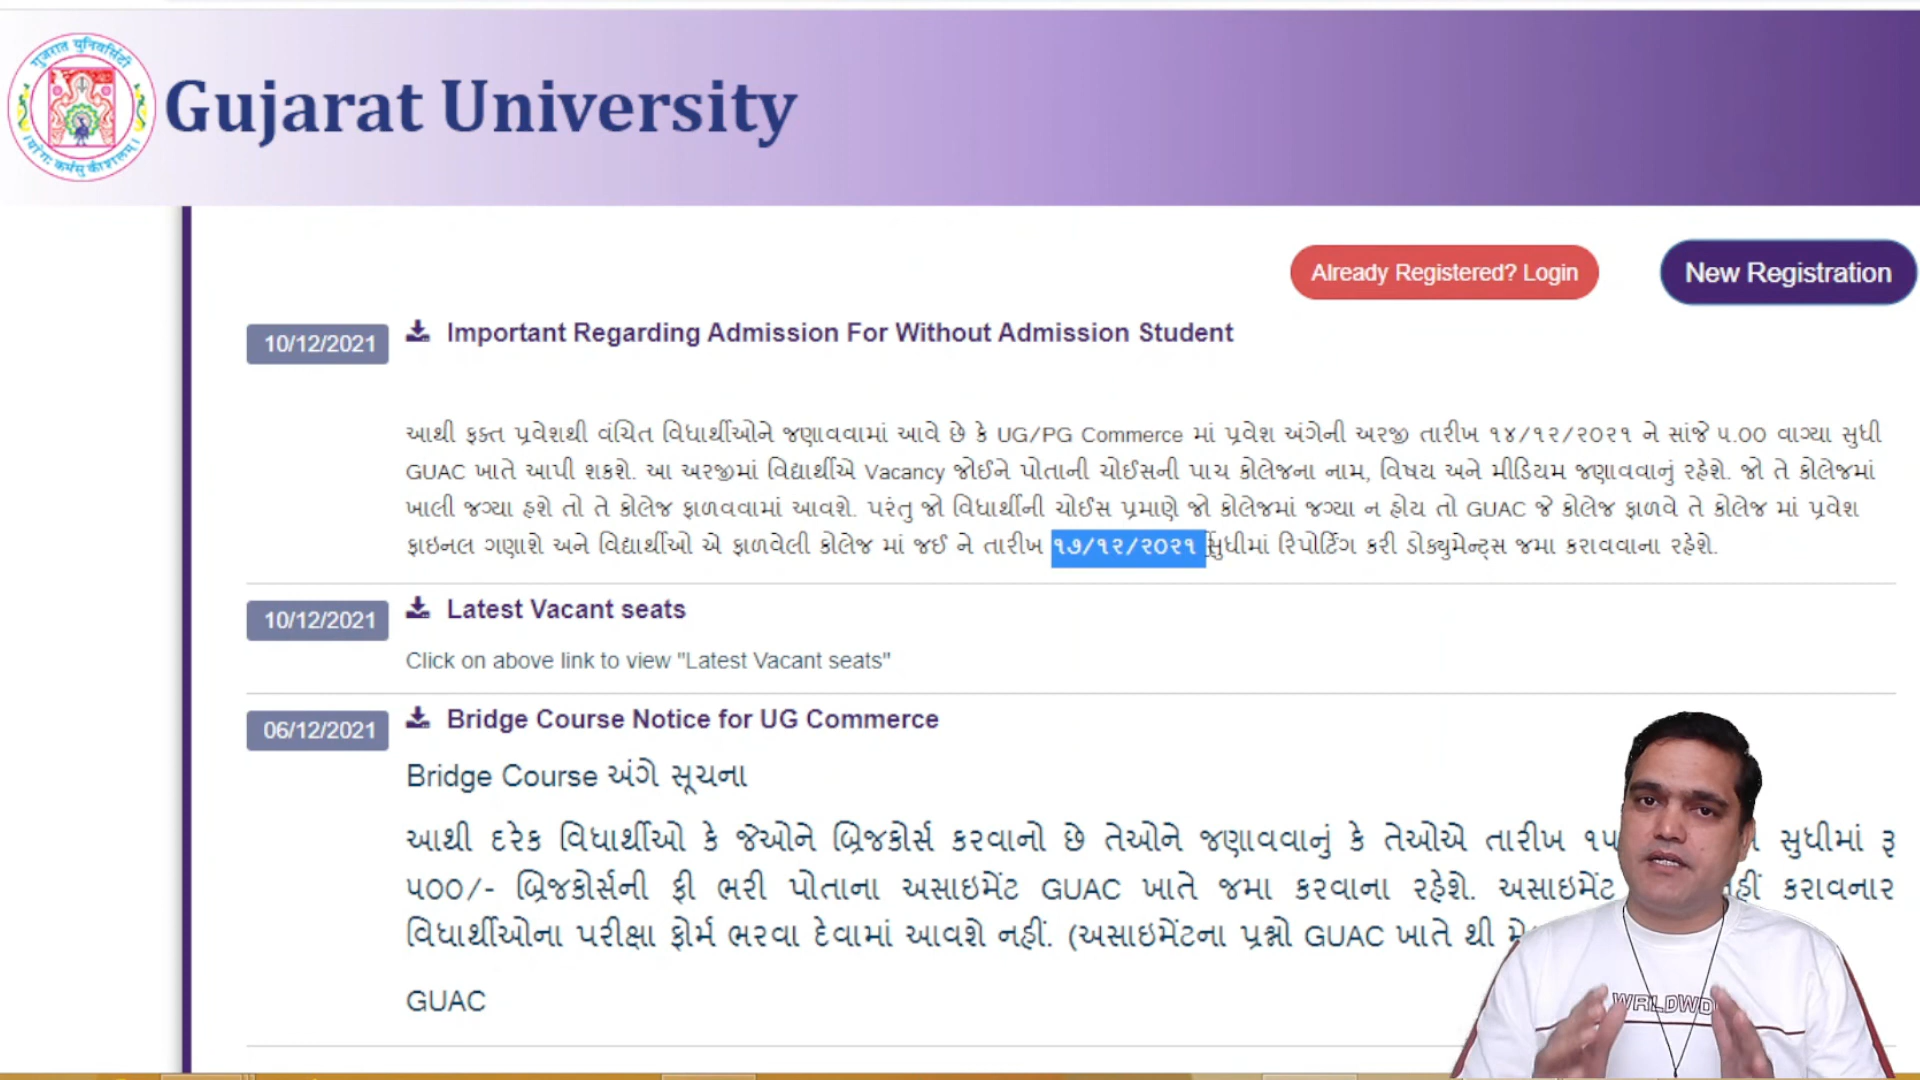 ગુજરાત યુનિવર્સિટી
Gujarat University
Already Registered? Login
New Registration
10/12/2021
Important Regarding Admission For Without Admission Student
આથી ફક્ત પ્રવેશથી વંચિત વિધાર્થીઓને જણાવવામાં આવે છે કે UG/PG Commerce માં પ્રવેશ અંગેની અરજી તારીખ ૧૪/૧૨/૨૦૨૧ ને સાંજે ૫.00 વાગ્યા સુધી
GUAC ખાતે આપી શકશે. આ અરજીમાં વિદ્યાર્થીએ Vacancy જોઈને પોતાની ચોઈસની પાચ કોલેજના નામ, વિષય અને મીડિયમ જણાવવાનું રહેશે. જો તે કોલેજમાં
ખાલી જગ્યા હશે તો તે કોલેજ ફાળવવામાં આવશે. પરંતુ જો વિધાર્થીની ચોઈસ પ્રમાણે જો કોલેજમાં જગ્યા ન હોય તો GUAC જે કોલેજ ફાળવે તે કોલેજ માં પ્રવેશ
ફાઇનલ ગણાશે અને વિદ્યાર્થીઓ એ ફાળવેલી કોલેજ માં જઈ ને તારીખ ૧૭/૧૨/૨૦૨૧ સુધીમાં રિપોર્ટિંગ કરી ડોક્યુમેન્ટ્સ જમા કરાવવાના રહેશે.
10/12/2021
Latest Vacant seats
Click on above link to view "Latest Vacant seats"
06/12/2021
Bridge Course Notice for UG Commerce
Bridge Course અંગે સૂચના
આથી દરેક વિધાર્થીઓ કે જેઓને બ્રિજકોર્સ કરવાનો છે તેઓને જણાવવાનું કે તેઓએ તારીખ ૧૫ સુધીમાં રૂ
૫૦૦/- બ્રિજકોર્સની ફી ભરી પોતાના અસાઇમેંટ GUAC ખાતે જમા કરવાના રહેશે. અસાઇમેંટ નહીં કરાવનાર
વિધાર્થીઓના પરીક્ષા ફોર્મ ભરવા દેવામાં આવશે નહીં. (અસાઇમેંટના પ્રશ્નો GUAC ખાતે થી
GUAC
WRLDWD